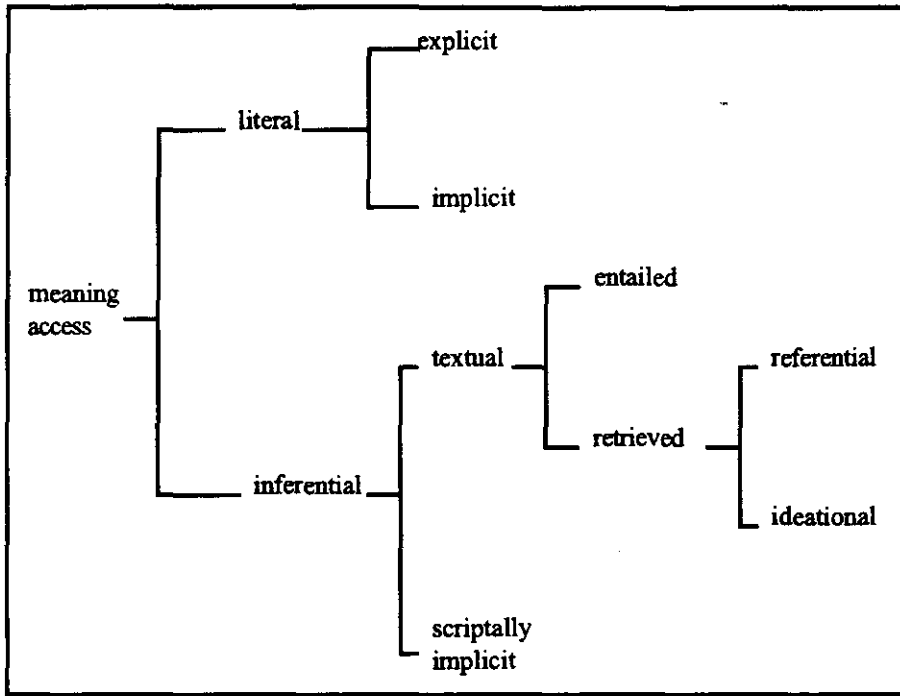 explicit
literal
implicit
meaning
access
entailed
textual
referential
retrieved
inferential
ideational
scriptally
implicit